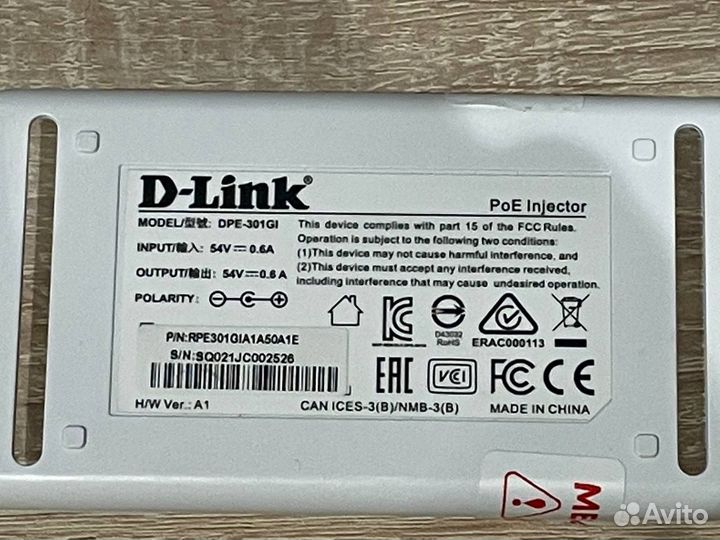 D-Link®
PoE Injector
MODEL/型號: DPE-301GI
INPUT/輸入: 54V⎓0.6A
OUTPUT/輸出: 54V⎓0.6 A
POLARITY:
This device complies with part 15 of the FCC Rules.
Operation is subject to the following two conditions:
(1)This device may not cause harmful interference, and
(2)This device must accept any interference received,
including interference that may cause undesired operation.
P/N:RPE301GIA1A50A1E
S/N:SQ021JC002526
H/W Ver.: A1
D43032
RoHS
ERAC000113
EAC
VCI
FC CE
CAN ICES-3(B)/NMB-3(B)
MADE IN CHINA
Avito